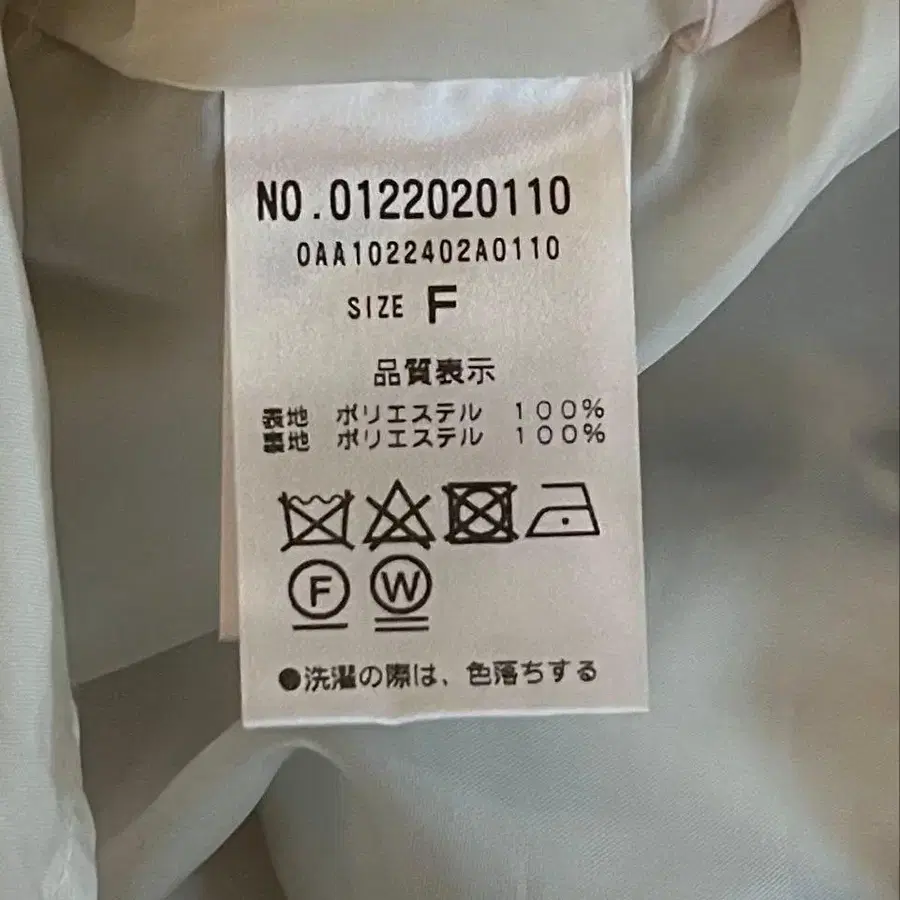 NO.0122020110
0AA1022402A0110
SIZE F
品質表示
表地 ポリエステル 100%
裏地 ポリエステル 100%
F W
●洗濯の際は、色落ちする